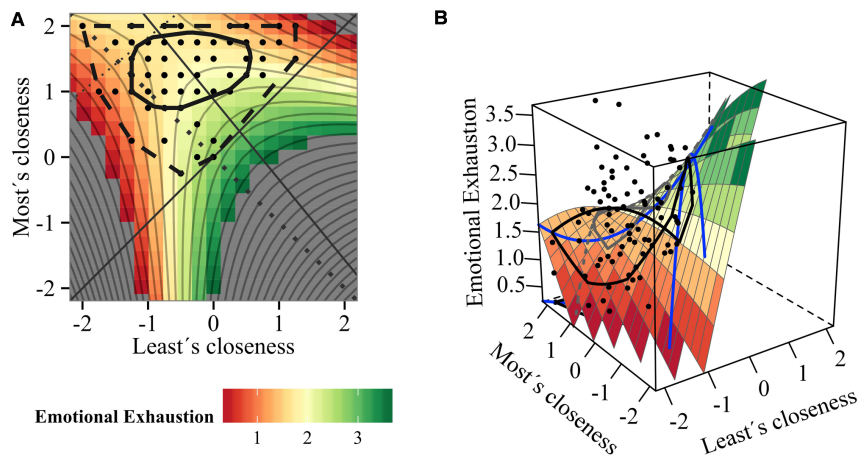 A
2
1
0
-1
-2
Most´s closeness
-2 -1 0 1 2
Least´s closeness
Emotional Exhaustion
1 2 3
B
3.5
3.0
2.5
2.0
1.5
1.0
0.5
Emotional Exhaustion
2
1
0
-1
-2
Most´s closeness
-2
-1
0
1
2
Least´s closeness